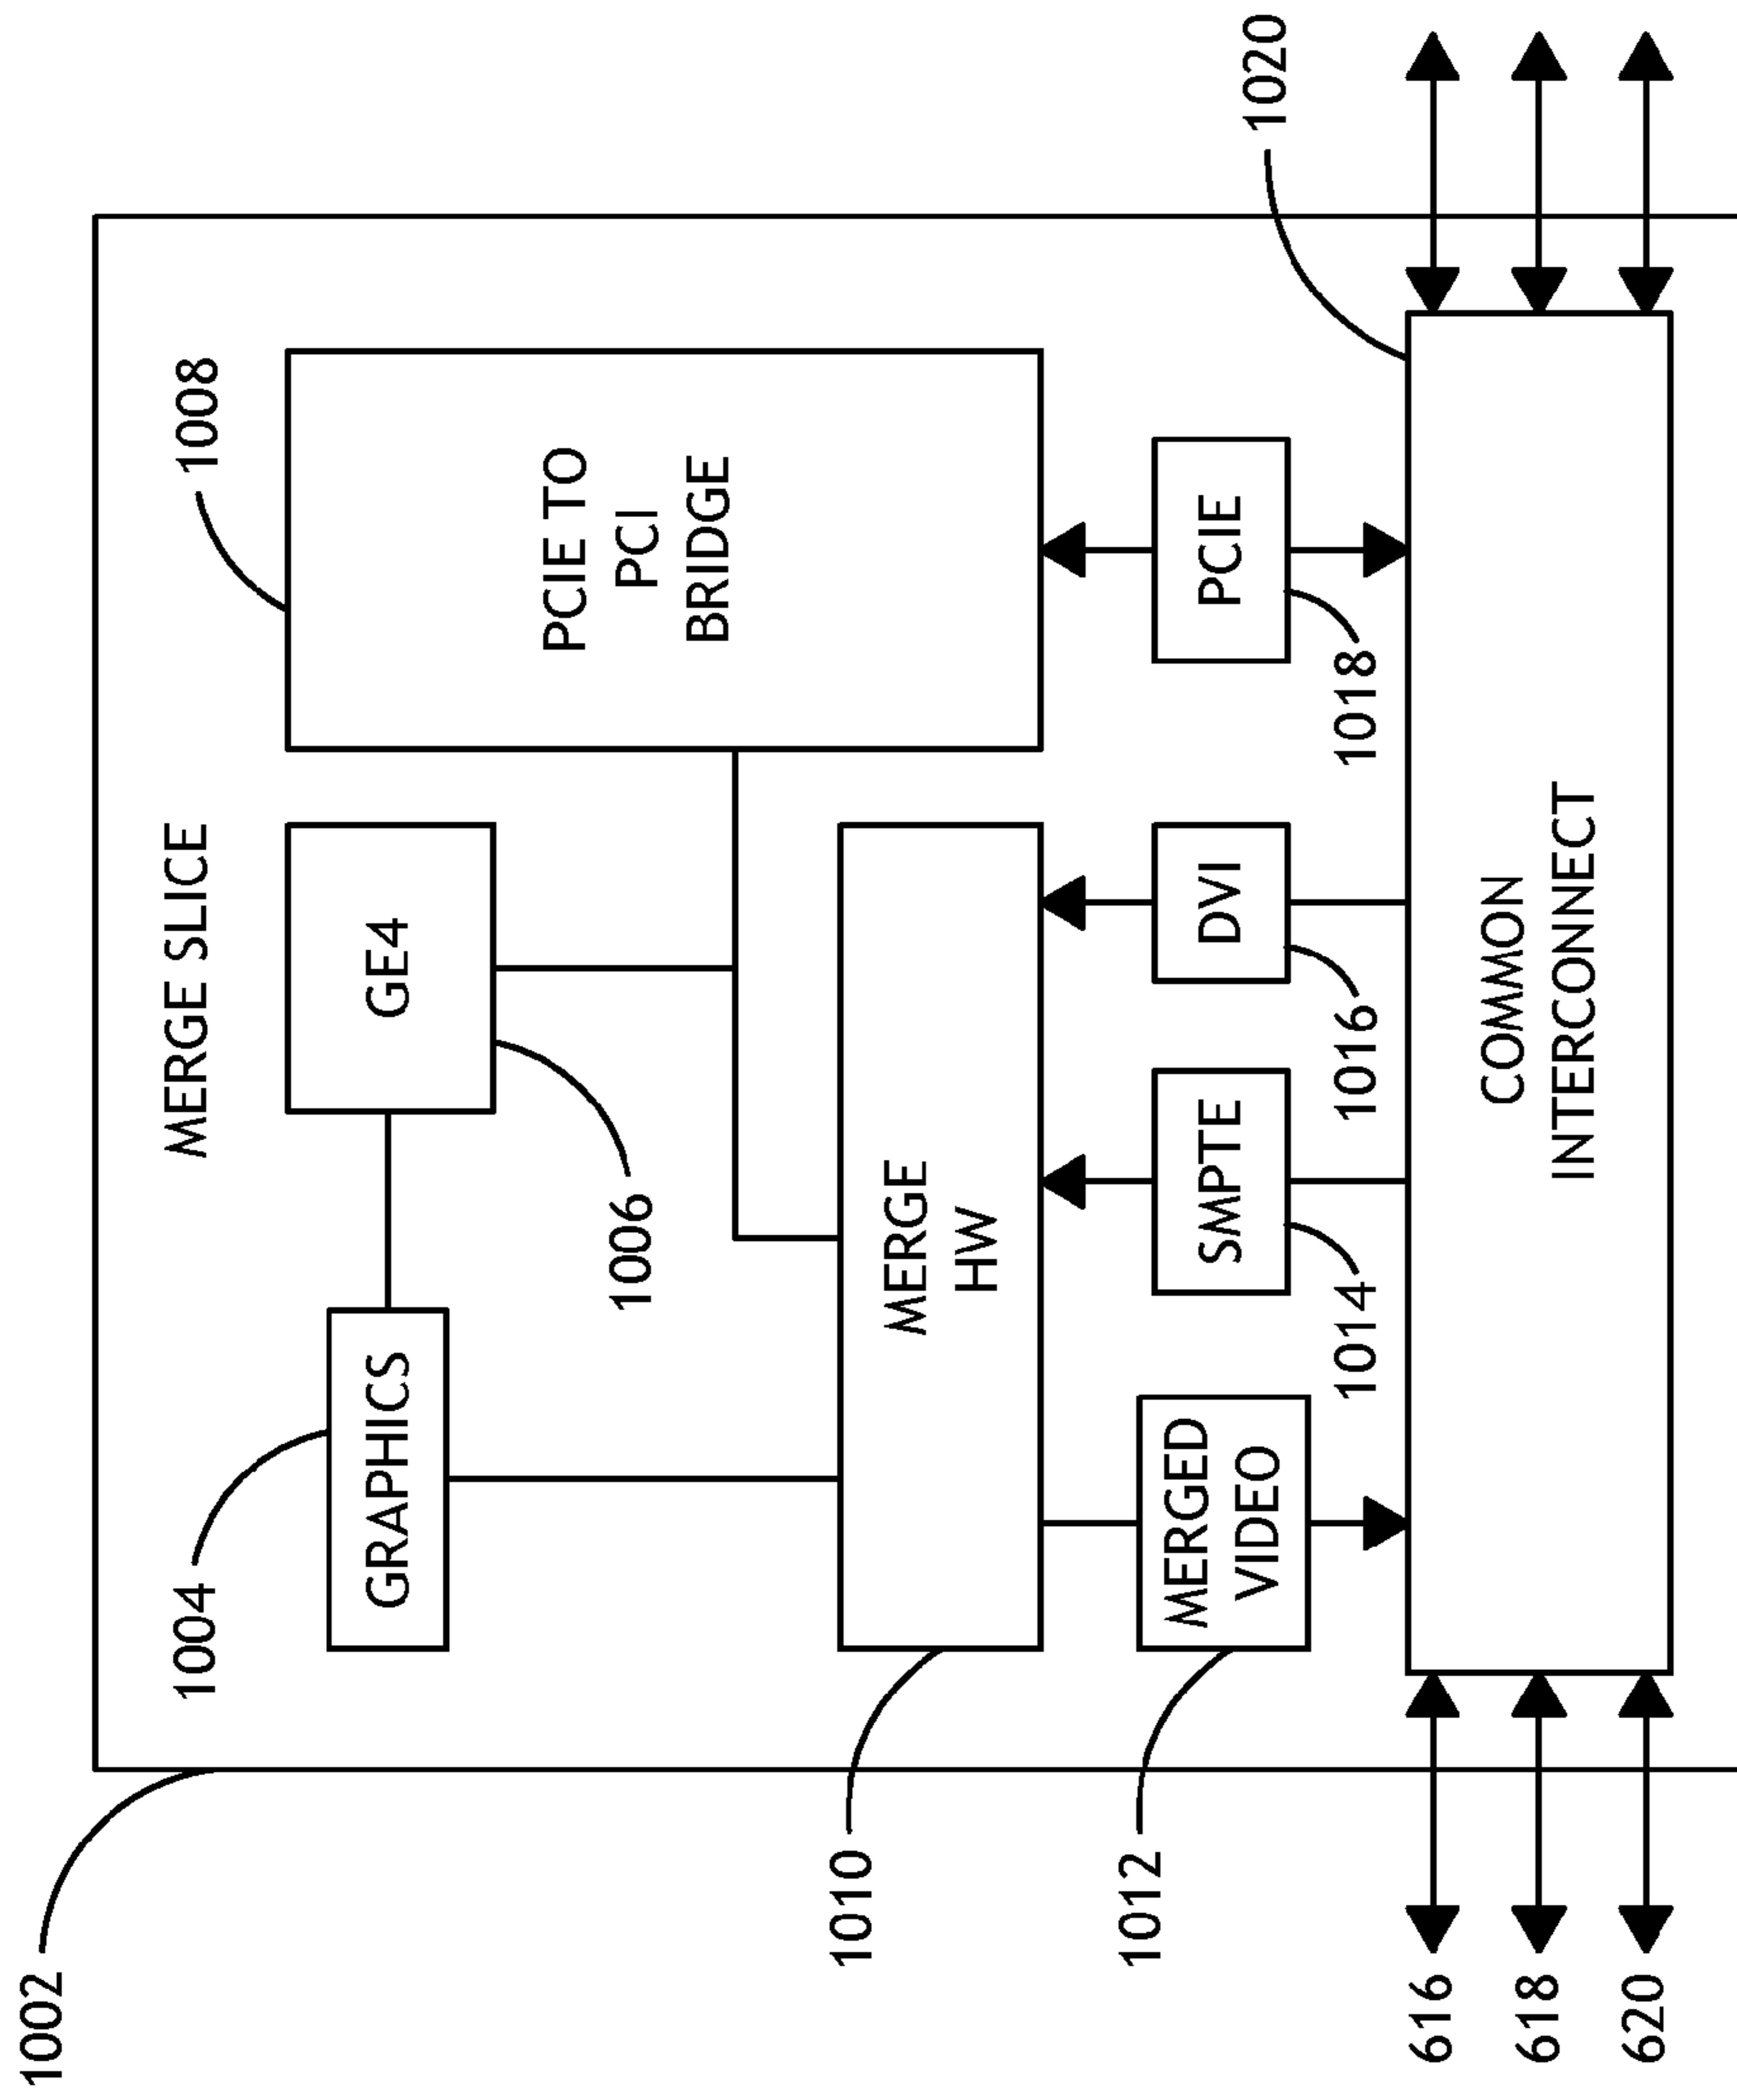 1002
MERGE SLICE
1004
GRAPHICS
GE4
1006
1008
PCIE TO
PCI
BRIDGE
1010
MERGE
HW
1012
MERGED
VIDEO
SMPTE
1014
DVI
1016
PCIE
1018
1020
COMMON
INTERCONNECT
616
618
620